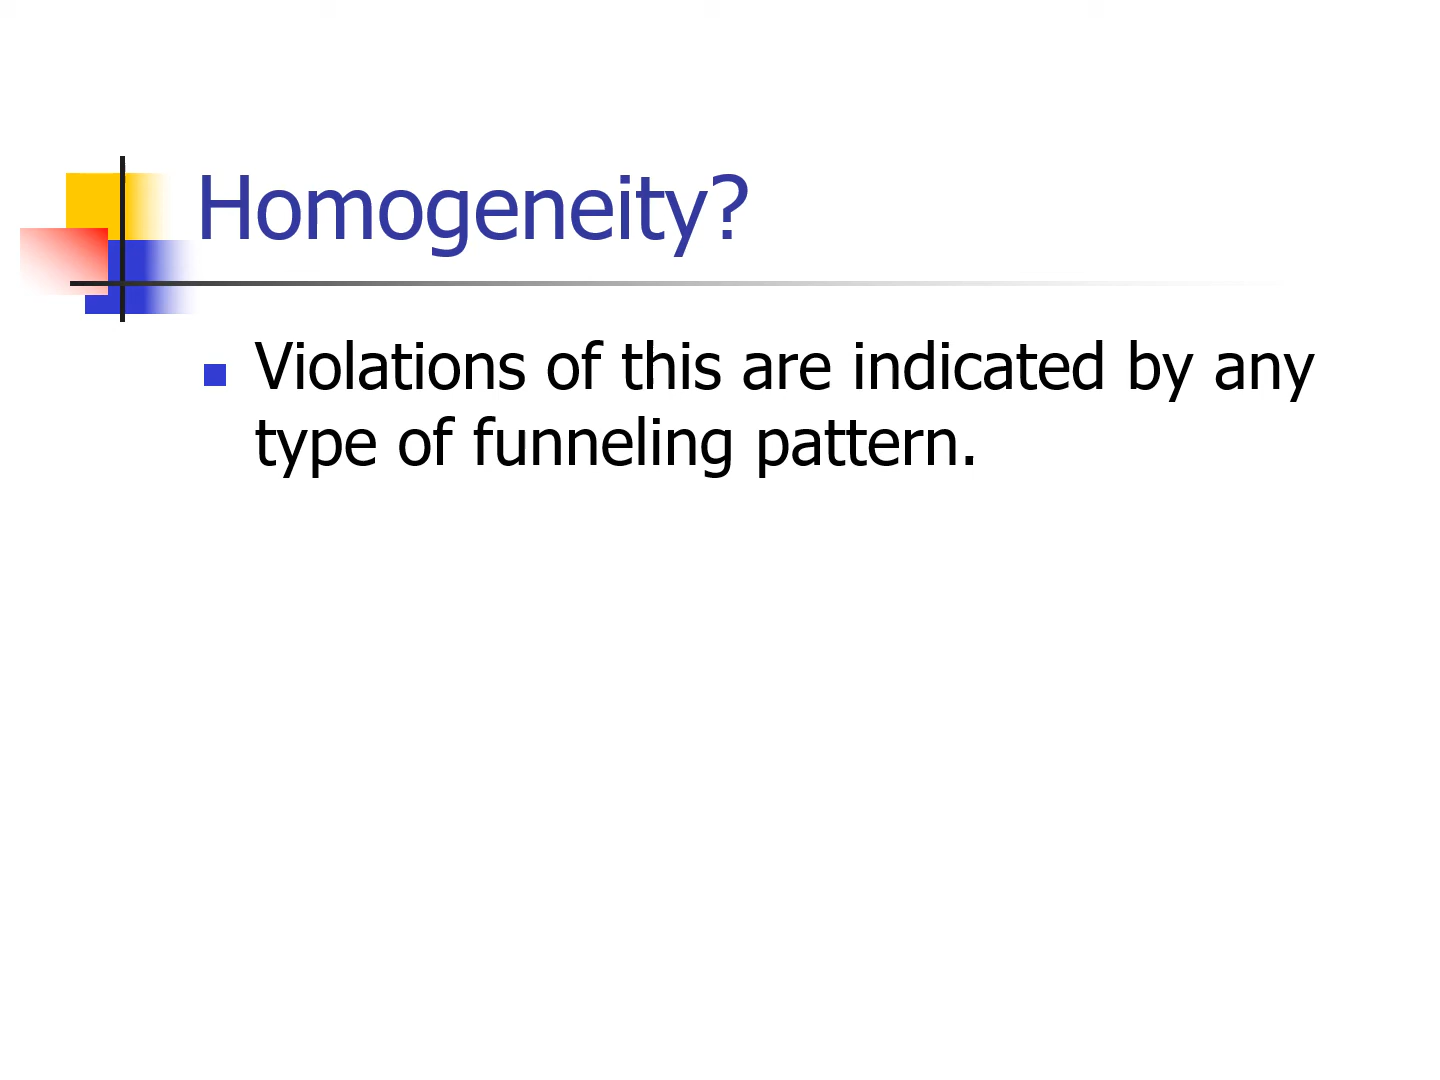 Homogeneity?
Violations of this are indicated by any
type of funneling pattern.